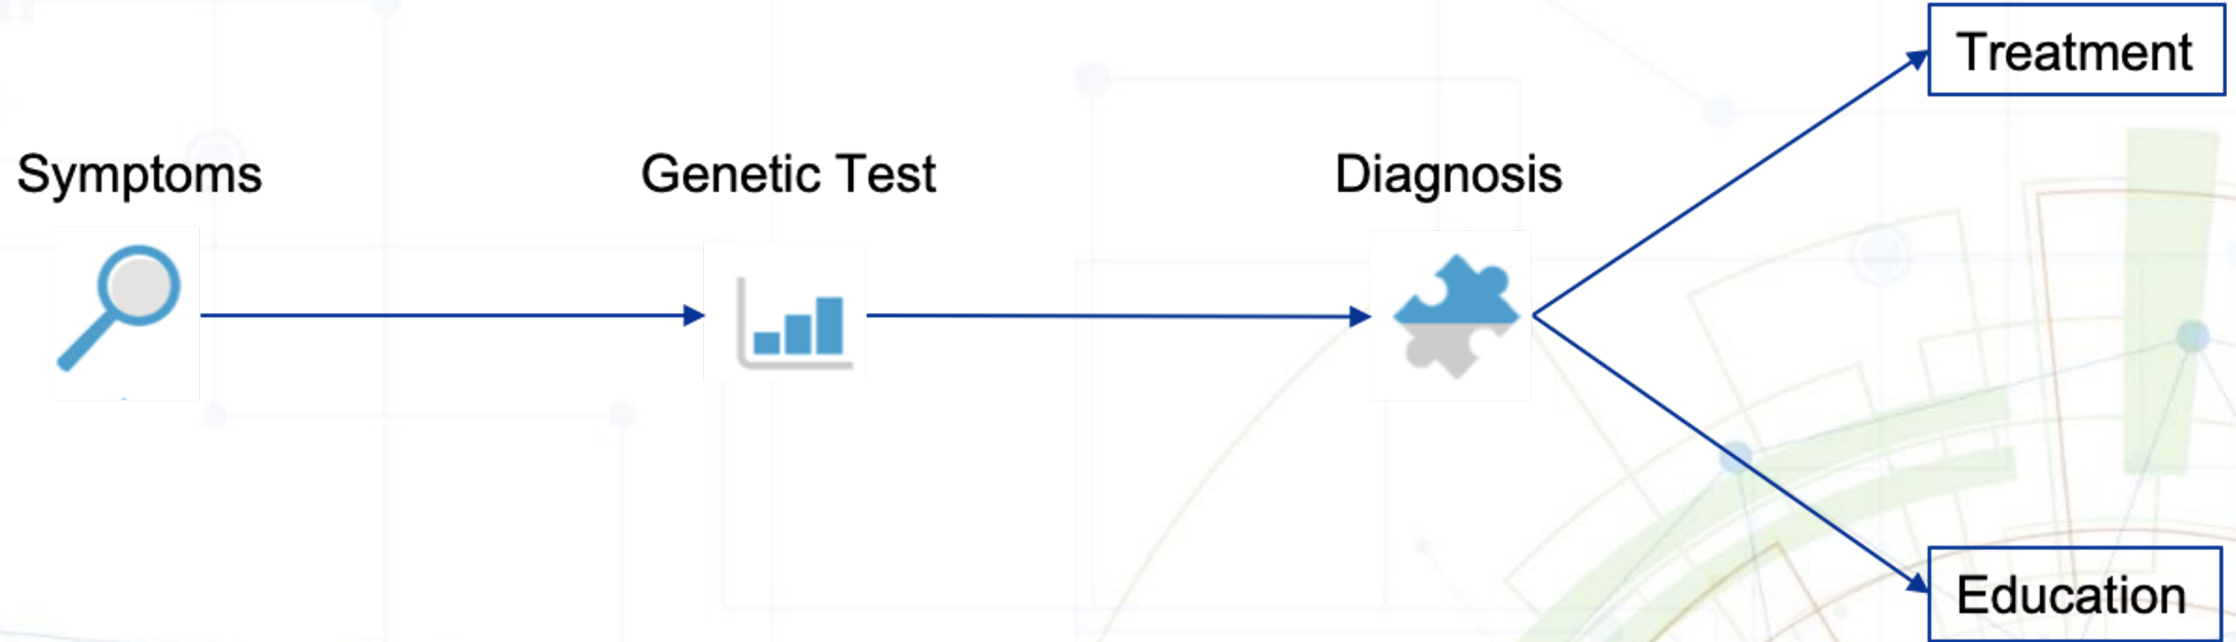 Treatment
Symptoms
Genetic Test
Diagnosis
Education